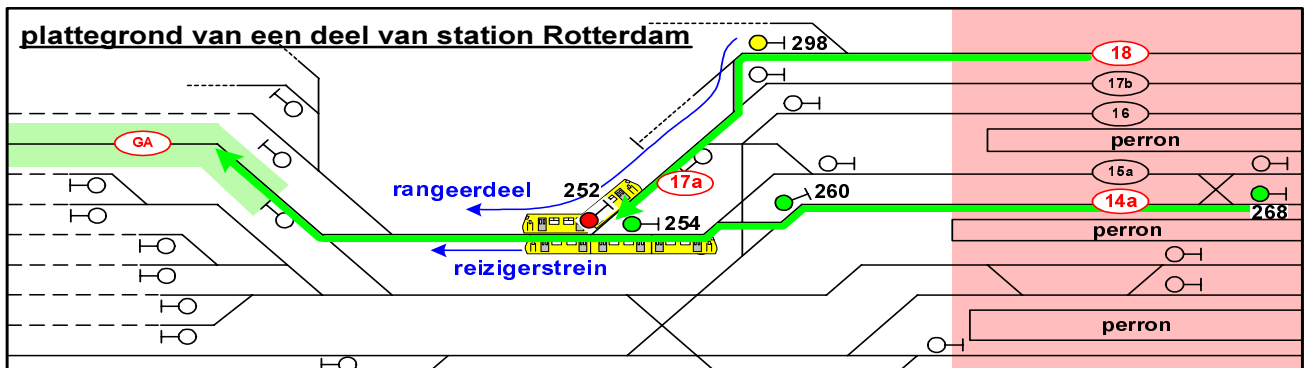 plattegrond van een deel van station Rotterdam
298
18
17b
16
GA
perron
rangeerdeel
252
17a
15a
260
14a
254
268
perron
reizigerstrein
perron